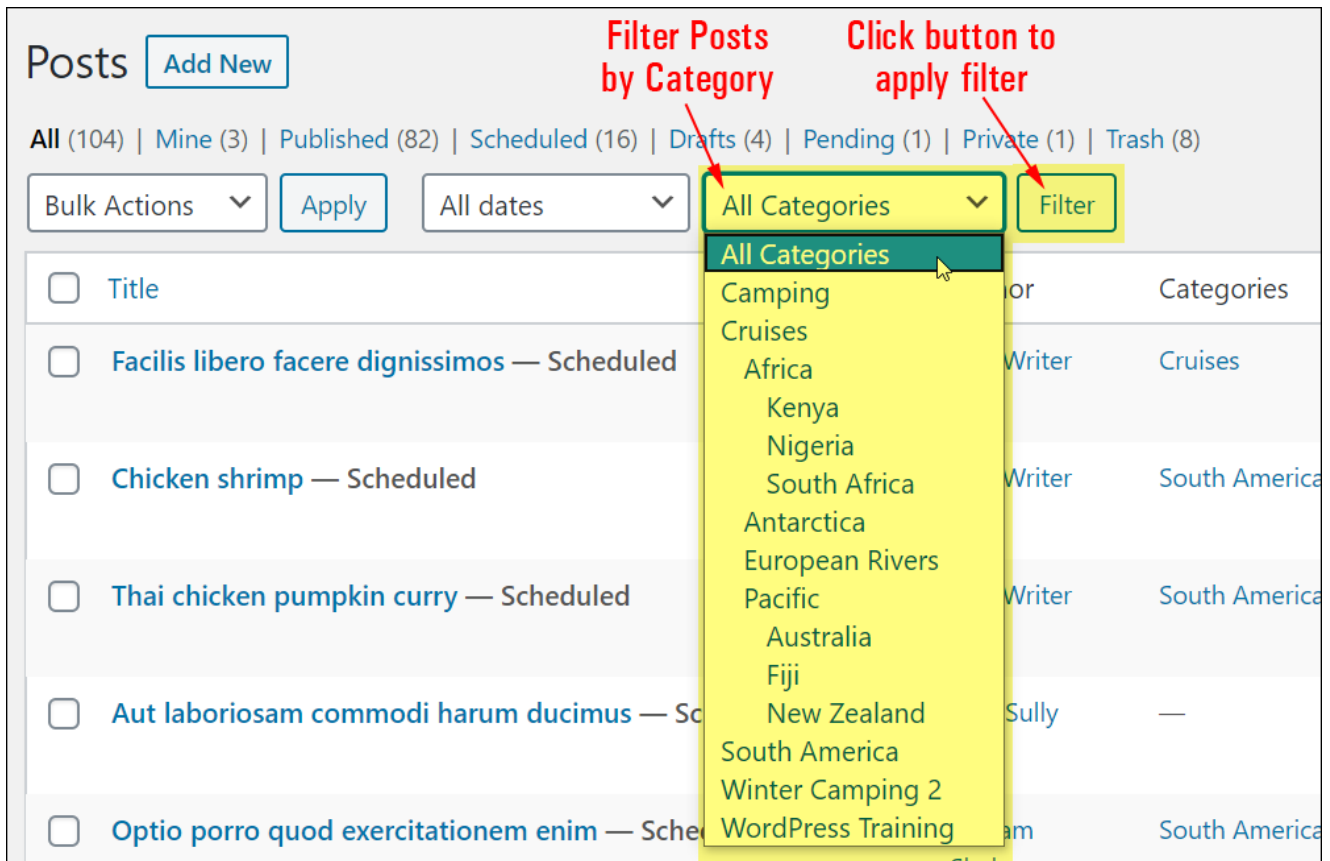 Filter Posts
by Category
Click button to
apply filter
Posts Add New
All (104) | Mine (3) | Published (82) | Scheduled (16) | Drafts (4) | Pending (1) | Private (1) | Trash (8)
Bulk Actions Apply All dates All Categories Filter
All Categories
Camping
Cruises
Africa
Kenya
Nigeria
South Africa
Antarctica
European Rivers
Pacific
Australia
Fiji
New Zealand
South America
Winter Camping 2
WordPress Training
Title Categories
Facilis libero facere dignissimos — Scheduled Writer Cruises
Chicken shrimp — Scheduled Writer South America
Thai chicken pumpkin curry — Scheduled Writer South America
Aut laboriosam commodi harum ducimus — Sully —
Optio porro quod exercitationem enim — South America